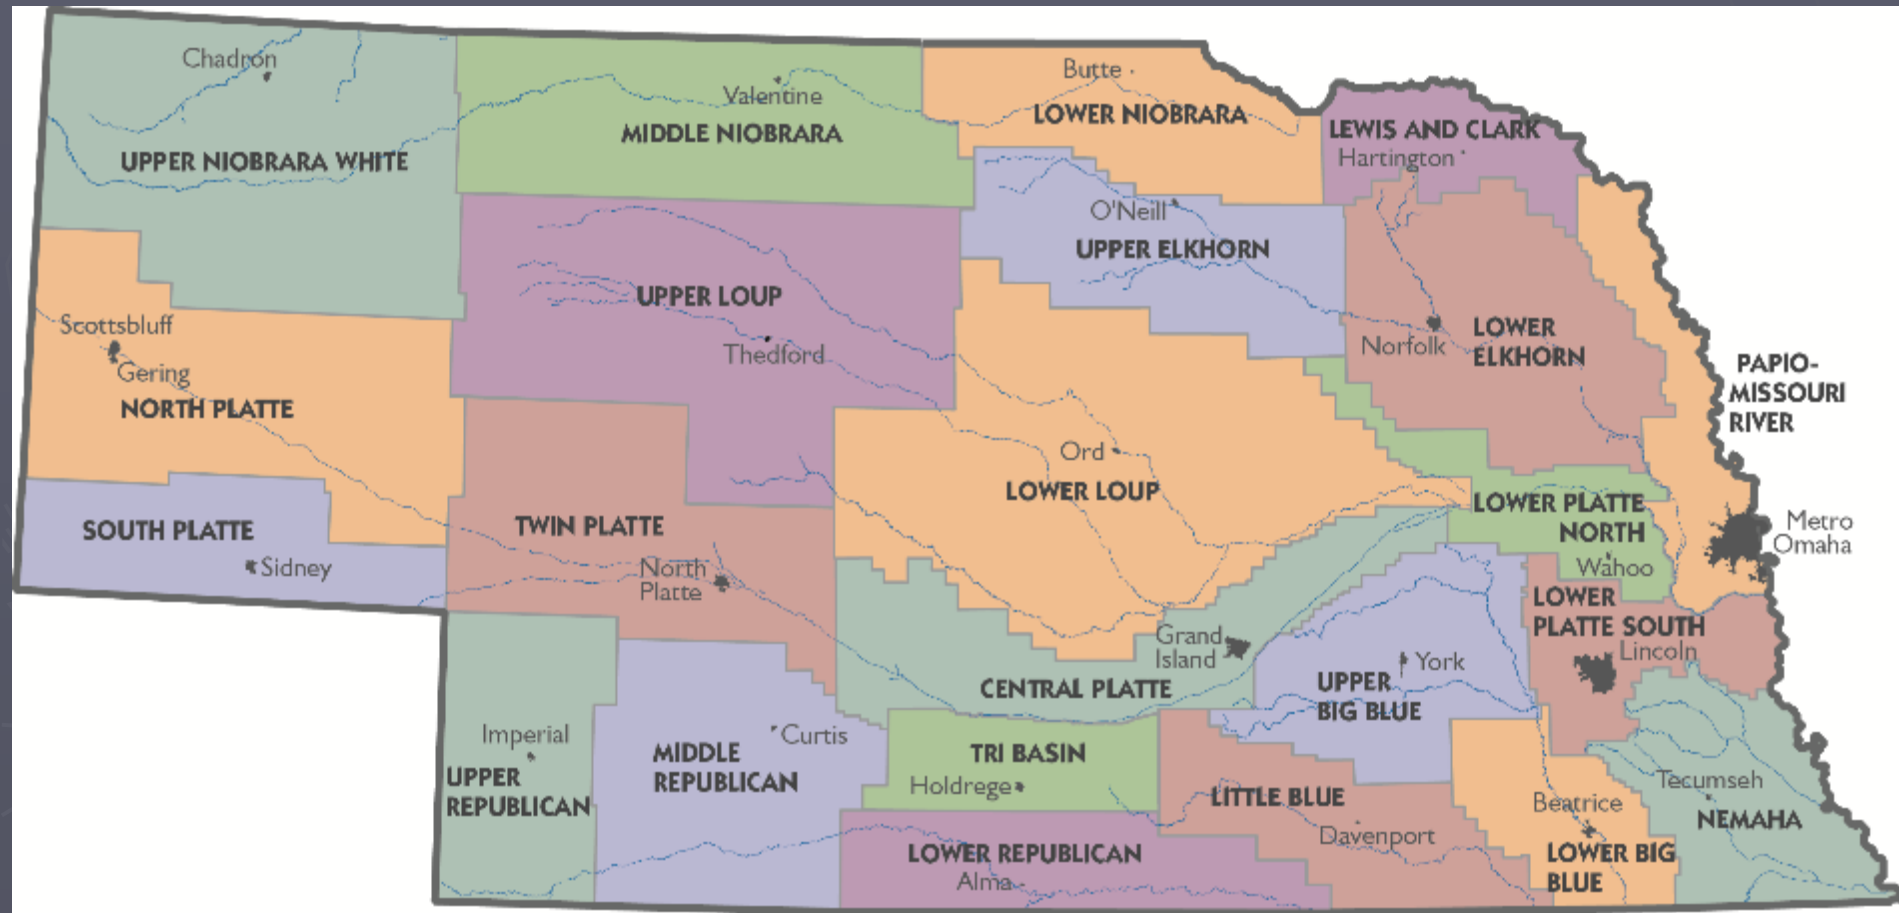 Chadron
UPPER NIOBRARA WHITE
Valentine
MIDDLE NIOBRARA
Butte
LOWER NIOBRARA
LEWIS AND CLARK
Hartington
O'Neill
UPPER ELKHORN
UPPER LOUP
Thedford
Scottsbluff
Gering
NORTH PLATTE
Norfolk
LOWER
ELKHORN
PAPIO-
MISSOURI
RIVER
Ord
LOWER LOUP
SOUTH PLATTE
Sidney
TWIN PLATTE
North
Platte
LOWER PLATTE
NORTH
Wahoo
Metro
Omaha
LOWER
PLATTE SOUTH
Lincoln
Grand
Island
CENTRAL PLATTE
York
UPPER
BIG BLUE
Imperial
UPPER
REPUBLICAN
Curtis
MIDDLE
REPUBLICAN
TRI BASIN
Holdrege
LITTLE BLUE
Davenport
Tecumseh
NEMAHA
Beatrice
LOWER BIG
BLUE
LOWER REPUBLICAN
Alma